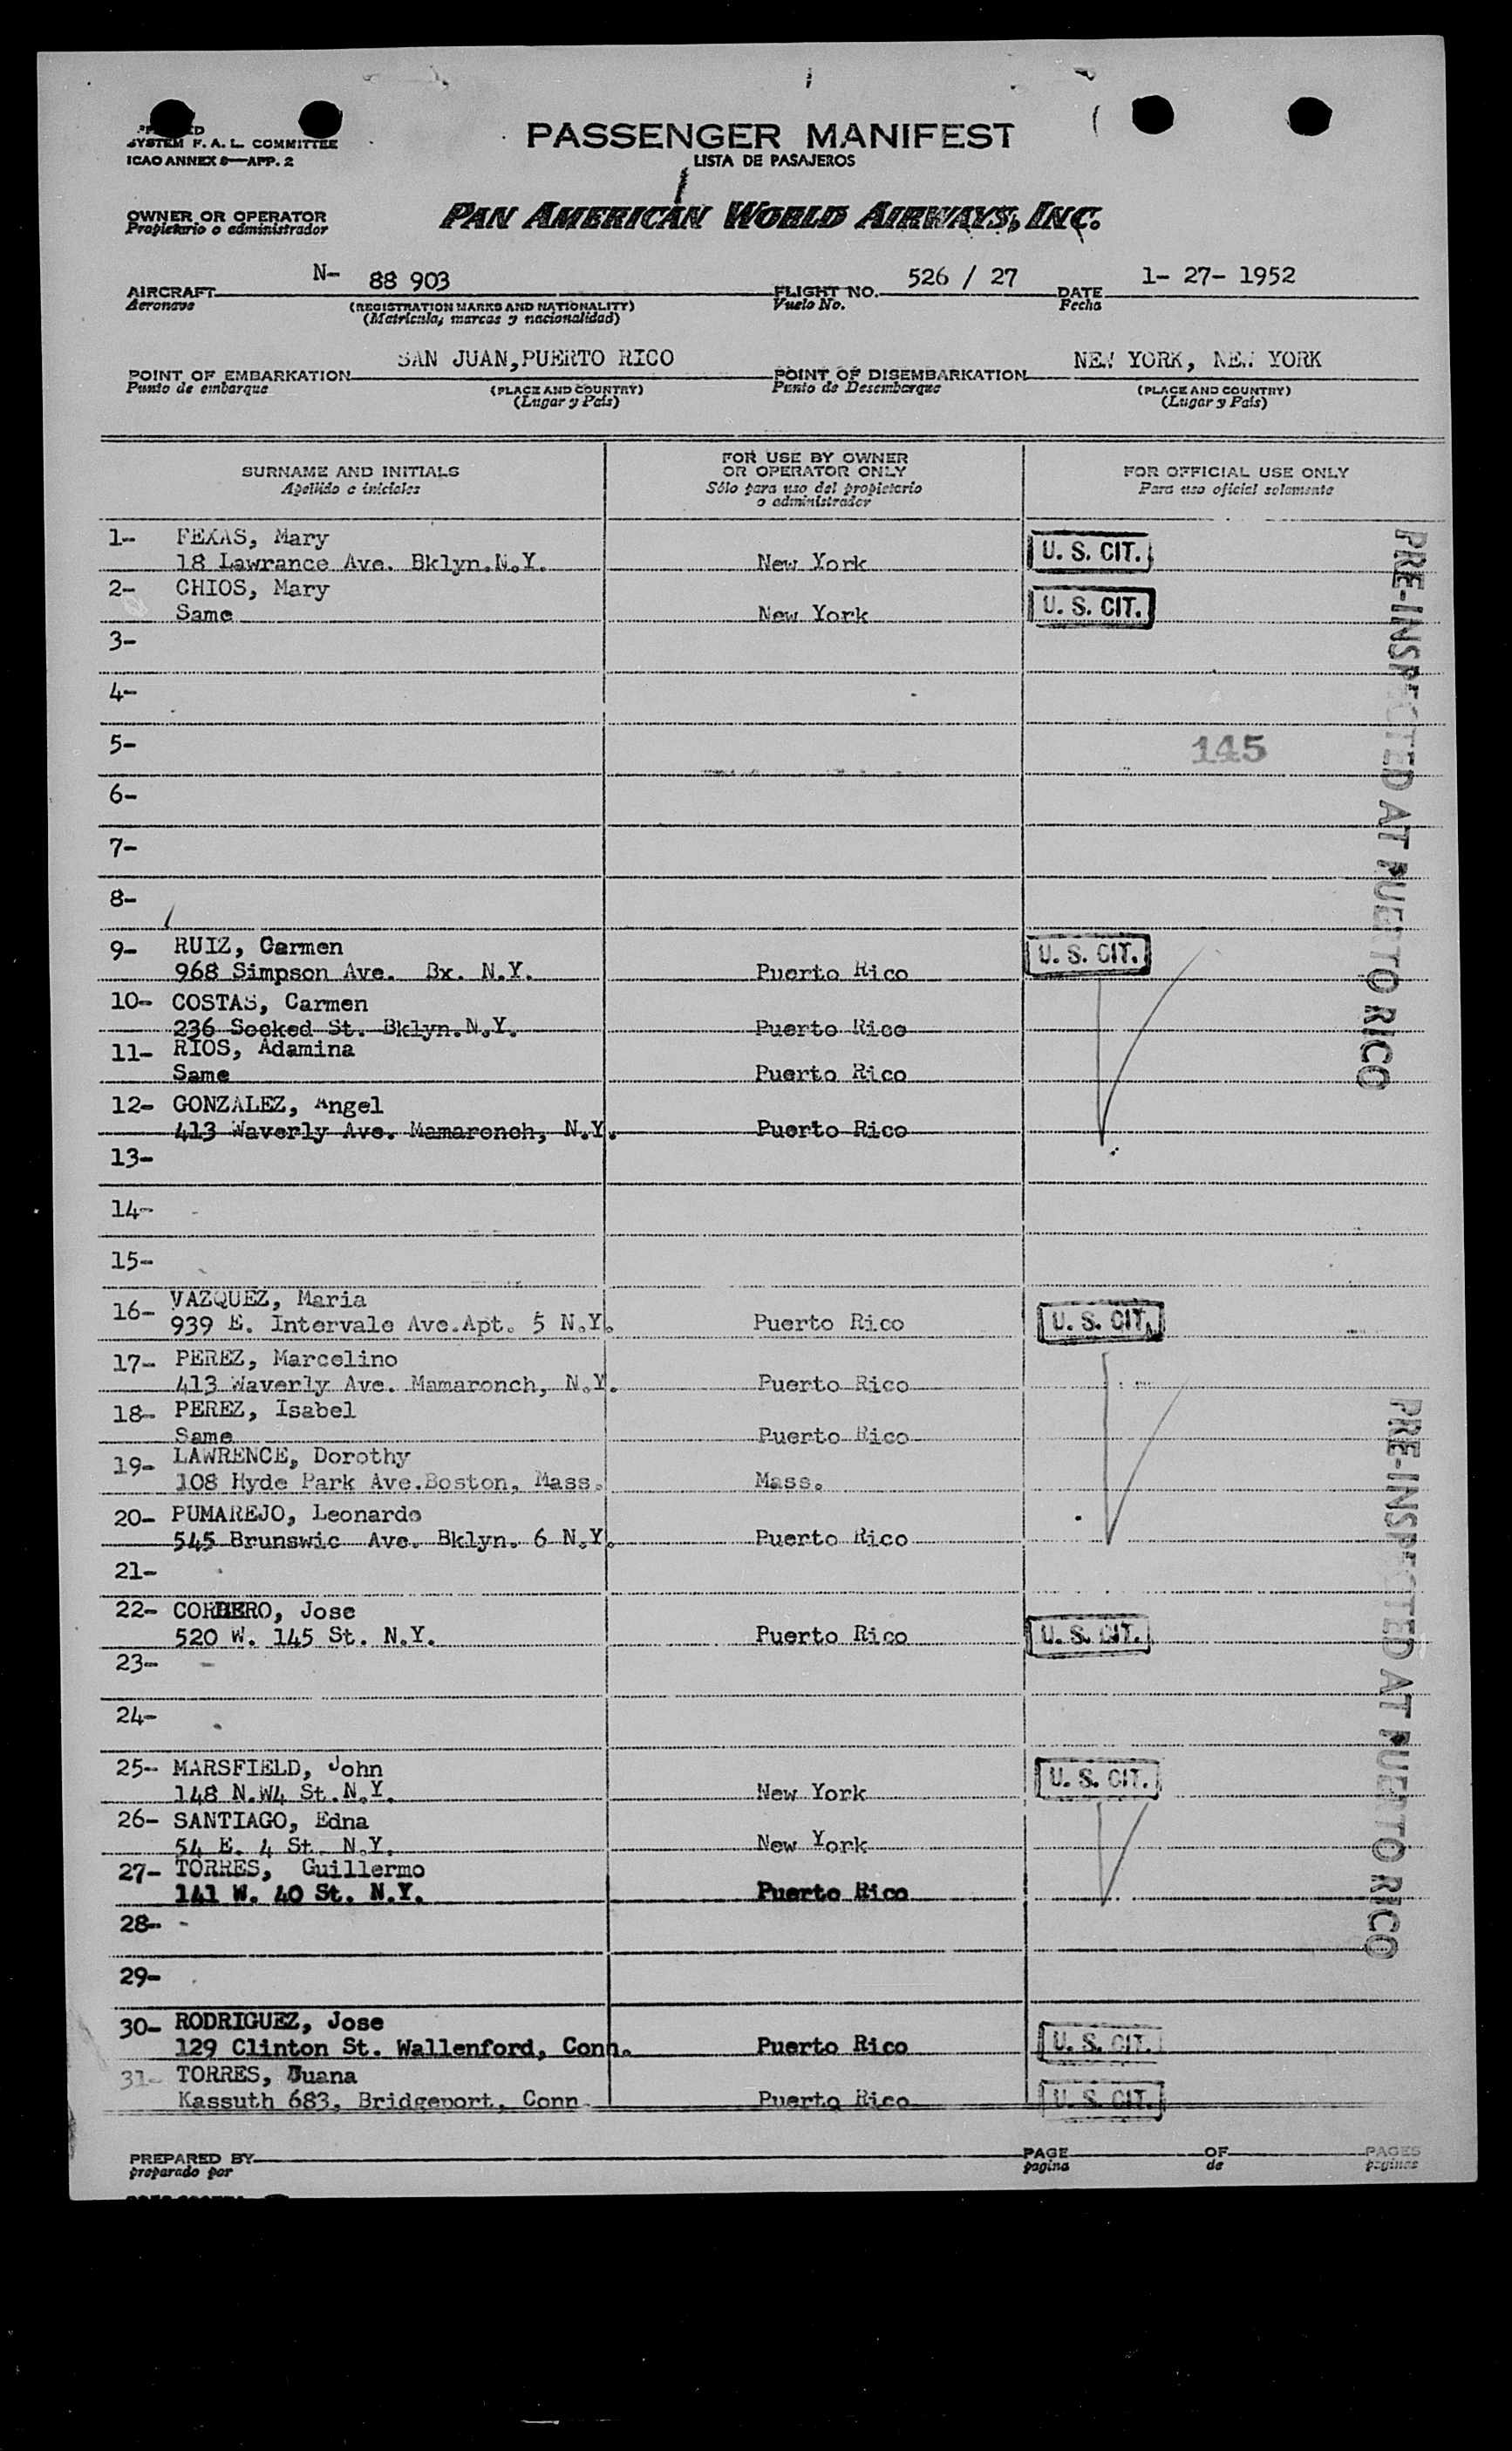 SYSTEM F. A. L. COMMITTEE
ICAO ANNEX 9—APP. 2
PASSENGER MANIFEST
LISTA DE PASAJEROS
OWNER OR OPERATOR
Propietario o administrador
PAN AMERICAN WORLD AIRWAYS, INC.
AIRCRAFT N- 88 903 FLIGHT NO. 526 / 27 DATE 1- 27- 1952
Aeronave (REGISTRATION MARKS AND NATIONALITY) Vuelo No. Fecha
(Matrícula, marcas y nacionalidad)
POINT OF EMBARKATION SAN JUAN,PUERTO RICO POINT OF DISEMBARKATION NEW YORK, NEW YORK
Punto de embarque (PLACE AND COUNTRY) Punto de Desembarque (PLACE AND COUNTRY)
(Lugar y País) (Lugar y País)
SURNAME AND INITIALS
Apellido e iniciales
FOR USE BY OWNER
OR OPERATOR ONLY
Sólo para uso del propietario
o administrador
FOR OFFICIAL USE ONLY
Para uso oficial solamente
1- FEXAS, Mary
18 Lawrance Ave. Bklyn.N.Y. New York U. S. CIT.
2- CHIOS, Mary
Same New York U. S. CIT.
3-
4-
5- 145
6-
7-
8-
9- RUIZ, Carmen
968 Simpson Ave. Bx. N.Y. Puerto Rico U. S. CIT.
10- COSTAS, Carmen
236 Socked St. Bklyn.N.Y. Puerto Rico
11- RIOS, Adamina
Same Puerto Rico
12- GONZALEZ, Angel
413 Waverly Ave. Mamaronch, N.Y. Puerto Rico
13-
14-
15-
16- VAZQUEZ, Maria
939 E. Intervale Ave.Apt. 5 N.Y. Puerto Rico U. S. CIT.
17- PEREZ, Marcelino
413 Waverly Ave. Mamaronch, N.Y. Puerto Rico
18- PEREZ, Isabel
Same Puerto Rico
19- LAWRENCE, Dorothy
108 Hyde Park Ave.Boston, Mass. Mass.
20- PUMAREJO, Leonardo
545 Brunswic Ave. Bklyn. 6 N.Y. Puerto Rico
21-
22- CORDERO, Jose
520 W. 145 St. N.Y. Puerto Rico U. S. CIT.
23-
24-
25- MARSFIELD, John
148 N.W4 St.N.Y. New York U. S. CIT.
26- SANTIAGO, Edna
54 E. 4 St. N.Y. New York
27- TORRES, Guillermo
141 W. 40 St. N.Y. Puerto Rico
28-
29-
30- RODRIGUEZ, Jose
129 Clinton St. Wallenford, Conn. Puerto Rico U. S. CIT.
31- TORRES, Juana
Kassuth 683, Bridgeport, Conn. Puerto Rico U. S. CIT.
PRE-INSPECTED AT PUERTO RICO
PRE-INSPECTED AT PUERTO RICO
PREPARED BY PAGE OF PAGES
preparado por pagina de paginas